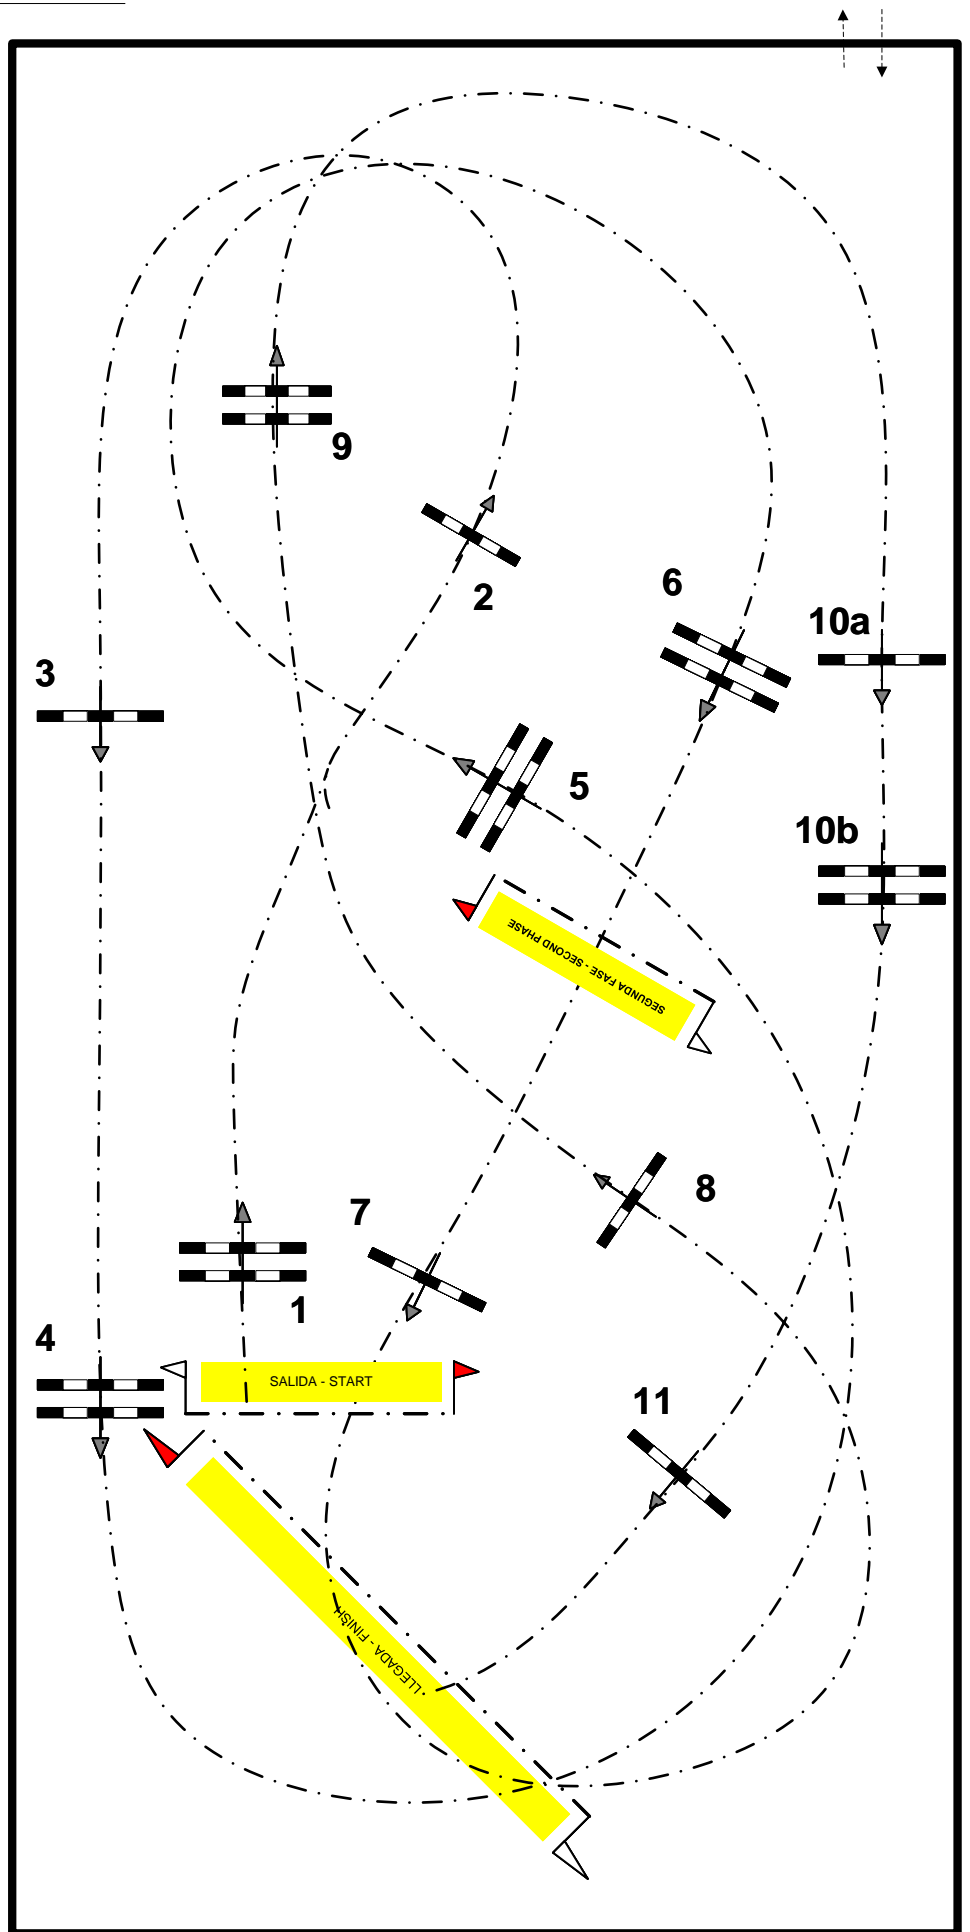 10a
6
9
2
3
5
10b
SEGUNDA FASE - SECOND PHASE
8
7
1
4
SALIDA - START
11
LLEGADA - FINISH